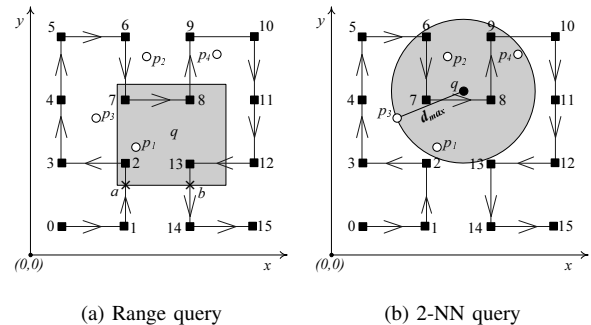 y
5 6 9 10
p2 p4
4 7 8 11
p3 q
p1
3 2 13 12
a b
0 1 14 15
(0,0) x
(a) Range query
y
5 6 9 10
p2 p4
q
4 7 8 11
p3 dmax
p1
3 2 13 12
0 1 14 15
(0,0) x
(b) 2-NN query